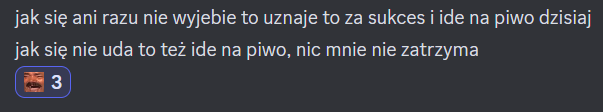 jak się ani razu nie wyjebie to uznaje to za sukces i ide na piwo dzisiaj
jak się nie uda to też ide na piwo, nic mnie nie zatrzyma
3